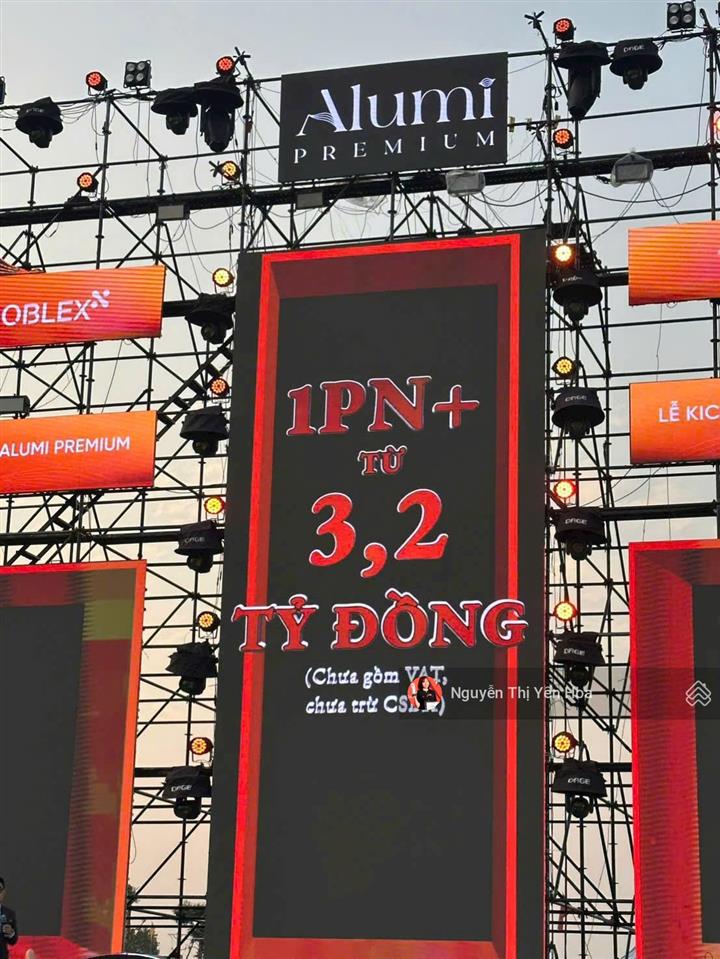 Alumi
PREMIUM
OBLEX
ALUMI PREMIUM
LỄ KIC
1PN+
TỪ
3,2
TỶ ĐỒNG
(Chưa gồm VAT,
chưa trừ
Nguyễn Thị Yến Hoa